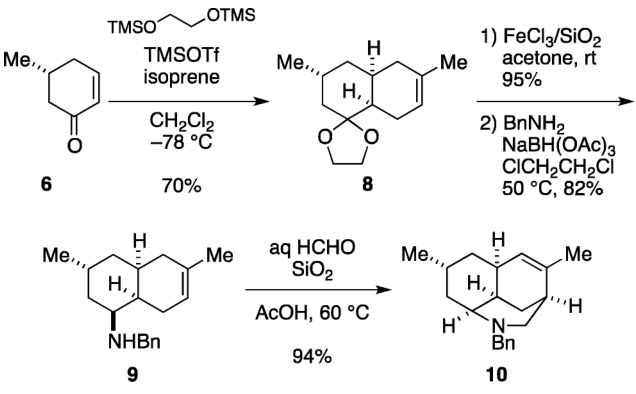 TMSO OTMS
TMSOTf
isoprene
CH2Cl2
−78 °C
70%
Me
O
6
Me
H
Me
H
O O
8
1) FeCl3/SiO2
acetone, rt
95%
2) BnNH2
NaBH(OAc)3
ClCH2CH2Cl
50 °C, 82%
Me
H
Me
H
NHBn
9
aq HCHO
SiO2
AcOH, 60 °C
94%
Me
H
Me
H
H
H
N
Bn
10